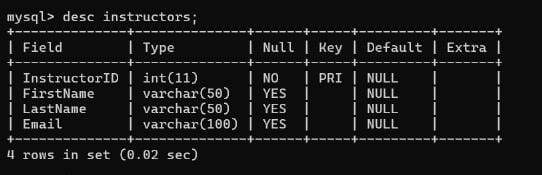 mysql> desc instructors;
+--------------+--------------+------+-----+---------+-------+
| Field        | Type         | Null | Key | Default | Extra |
+--------------+--------------+------+-----+---------+-------+
| InstructorID | int(11)      | NO   | PRI | NULL    |       |
| FirstName    | varchar(50)  | YES  |     | NULL    |       |
| LastName     | varchar(50)  | YES  |     | NULL    |       |
| Email        | varchar(100) | YES  |     | NULL    |       |
+--------------+--------------+------+-----+---------+-------+
4 rows in set (0.02 sec)